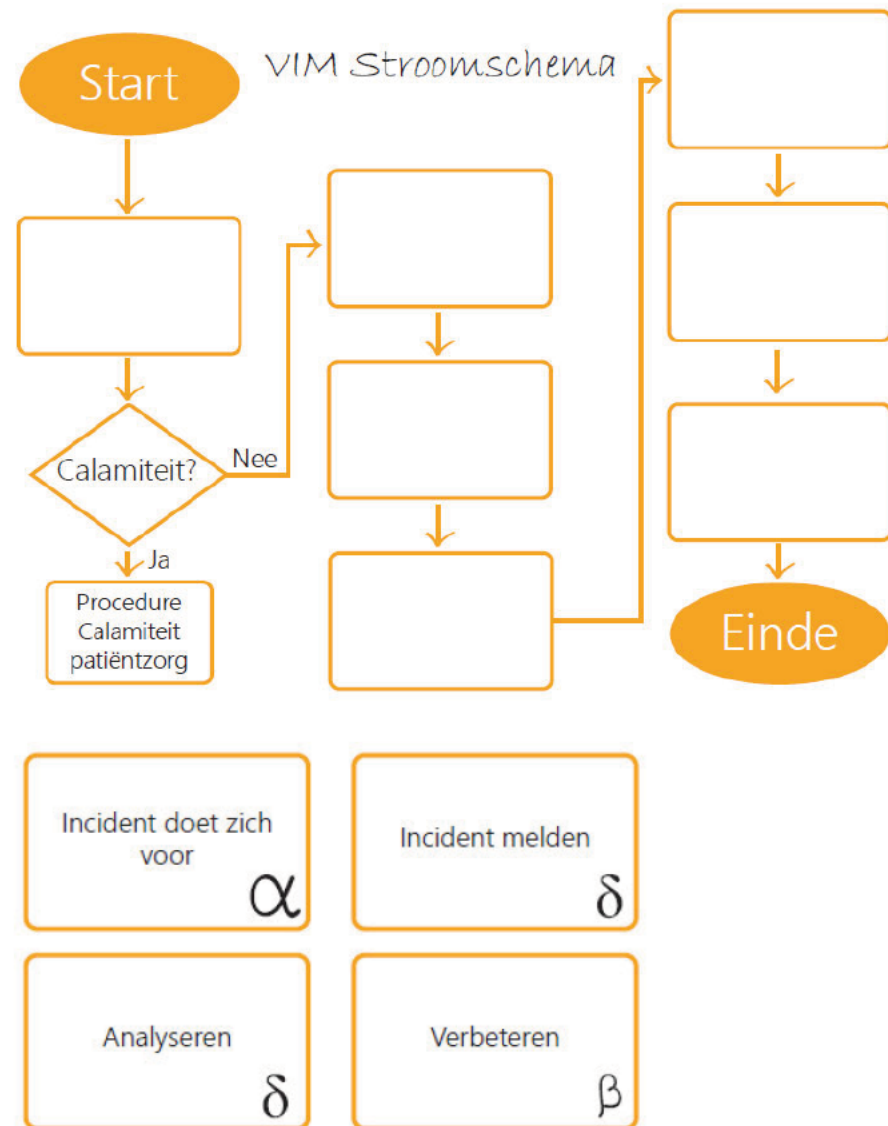 Start
VIM Stroomschema
Calamiteit?
Nee
Ja
Procedure
Calamiteit
patiëntzorg
Einde
Incident doet zich
voor
α
Incident melden
δ
Analyseren
δ
Verbeteren
β